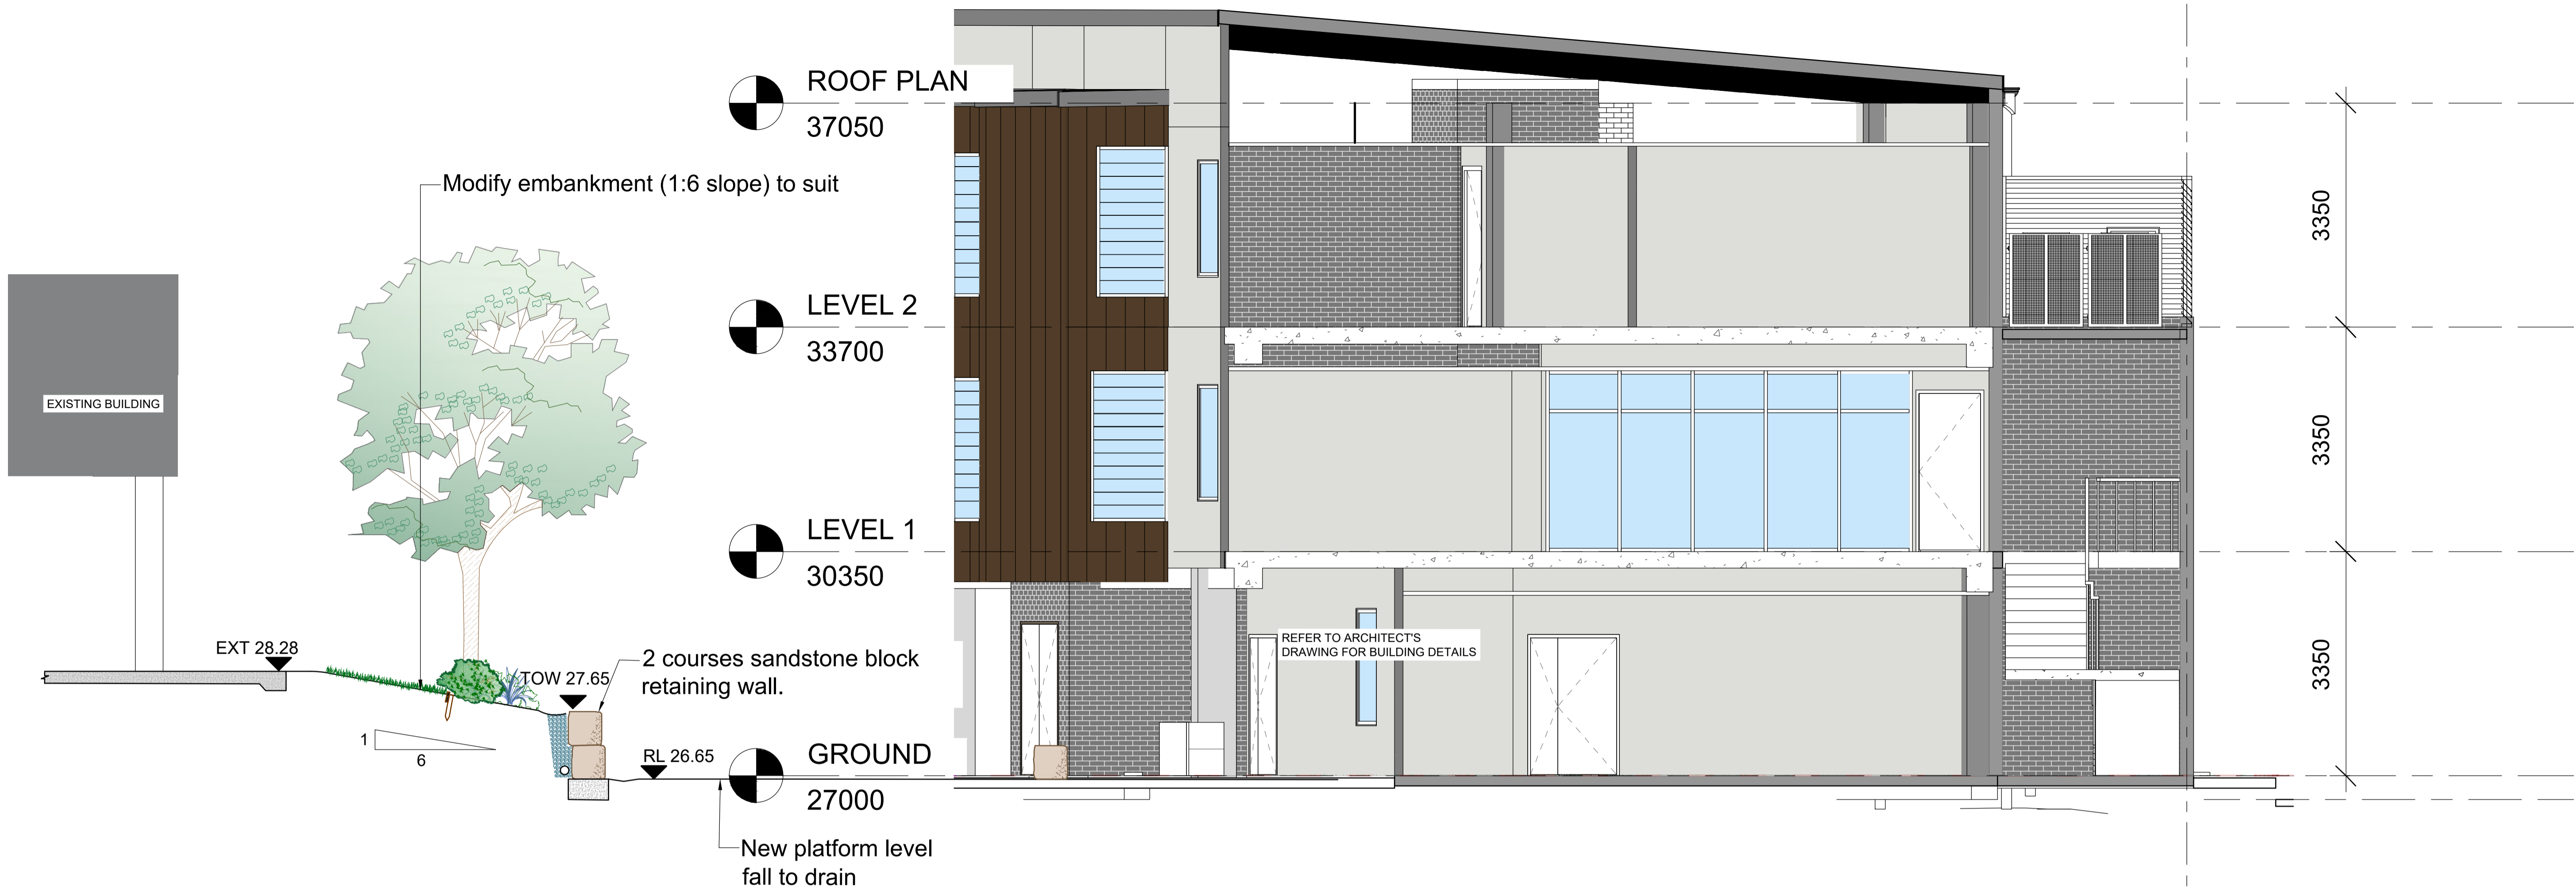 ROOF PLAN
37050
Modify embankment (1:6 slope) to suit
3350
LEVEL 2
33700
EXISTING BUILDING
3350
LEVEL 1
30350
REFER TO ARCHITECT'S
DRAWING FOR BUILDING DETAILS
EXT 28.28
2 courses sandstone block
retaining wall.
TOW 27.65
3350
1
6
RL 26.65
GROUND
27000
New platform level
fall to drain